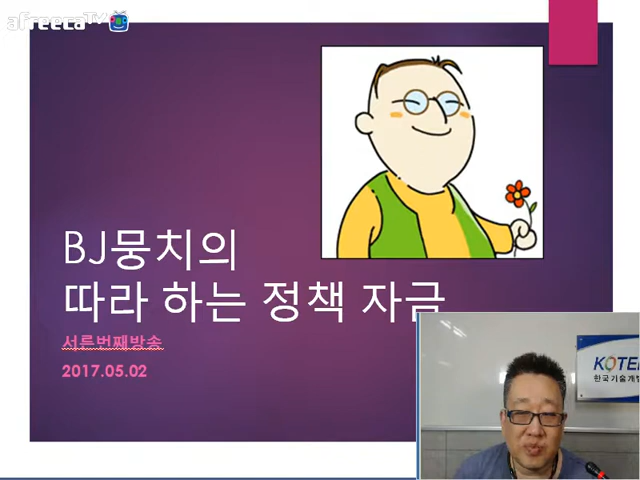 afreecaTV
BJ뭉치의
따라 하는 정책 자금
서른번째방송
2017.05.02
한국기술개발